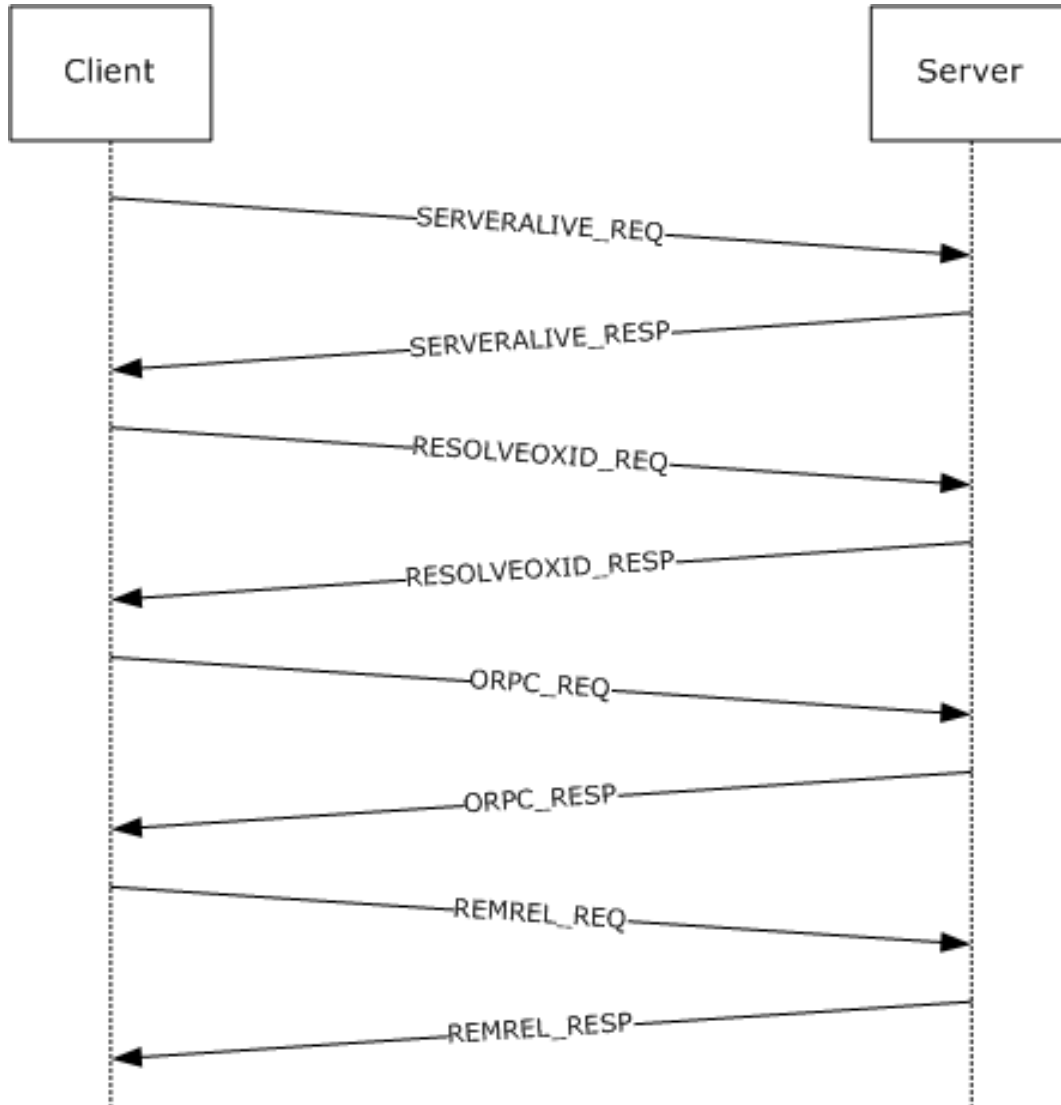 Client
Server
SERVERALIVE_REQ
SERVERALIVE_RESP
RESOLVEOXID_REQ
RESOLVEOXID_RESP
ORPC_REQ
ORPC_RESP
REMREL_REQ
REMREL_RESP